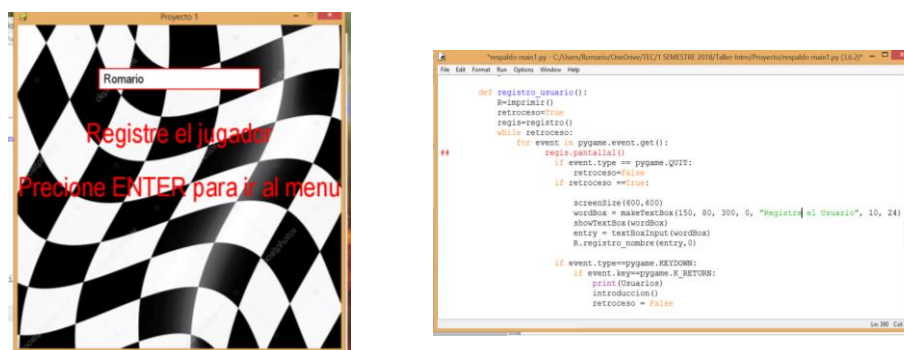 Proyecto 1
Romario
Registre el jugador
Precione ENTER para ir al menu
*respaldo main1.py - C:/Users/Romario/OneDrive/TEC/1 SEMESTRE 2018/Taller-Intro/Proyecto/respaldo main1.py (3.6.2)*
File Edit Format Run Options Window Help
def registro_usuario():
R=imprimir()
retroceso=True
regis=registro()
while retroceso:
for event in pygame.event.get():
## regis.pantalla1()
if event.type == pygame.QUIT:
retroceso=False
if retroceso ==True:
screenSize(600,600)
wordBox = makeTextBox(150, 80, 300, 0, "Registre el Usuario", 10, 24)
showTextBox(wordBox)
entry = textBoxInput(wordBox)
R.registro_nombre(entry,0)
if event.type==pygame.KEYDOWN:
if event.key==pygame.K_RETURN:
print(Usuarios)
introduccion()
retroceso = False